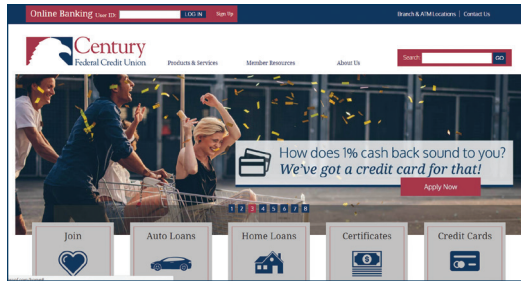 Online Banking User ID: LOG IN Sign Up Branch & ATM Locations | Contact Us
Century
Federal Credit Union
Products & Services Member Resources About Us
Search GO
How does 1% cash back sound to you?
We've got a credit card for that!
Apply Now
1 2 3 4 5 6 7 8
Join Auto Loans Home Loans Certificates Credit Cards